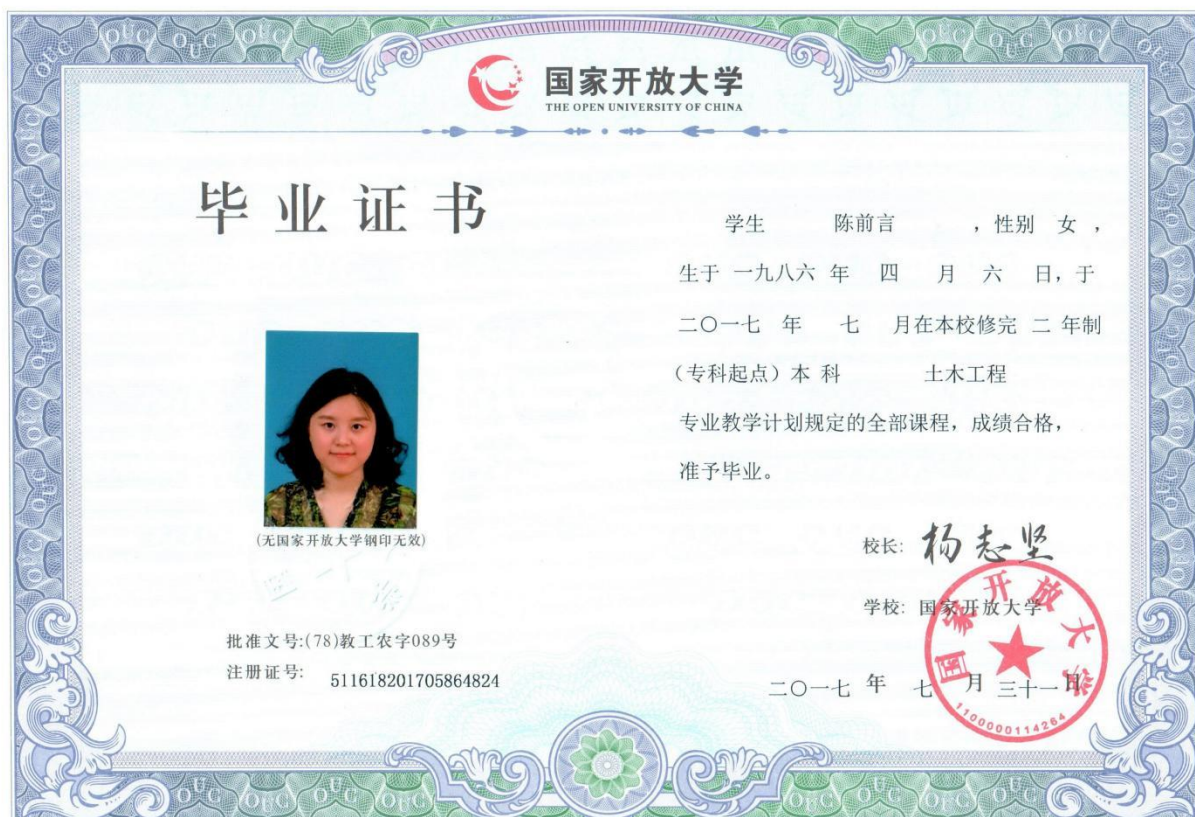 国家开放大学
THE OPEN UNIVERSITY OF CHINA
毕业证书
学生 陈前言 ，性别 女 ，
生于 一九八六 年 四 月 六 日，于
二〇一七 年 七 月在本校修完 二 年制
（专科起点）本 科 土木工程
专业教学计划规定的全部课程，成绩合格，
准予毕业。
(无国家开放大学钢印无效)
批准文号:(78)教工农字089号
注册证号: 511618201705864824
校长: 杨志坚
学校: 国家开放大学
二〇一七 年 七 月 三十一日
国家开放大学
1100000114264
OUC